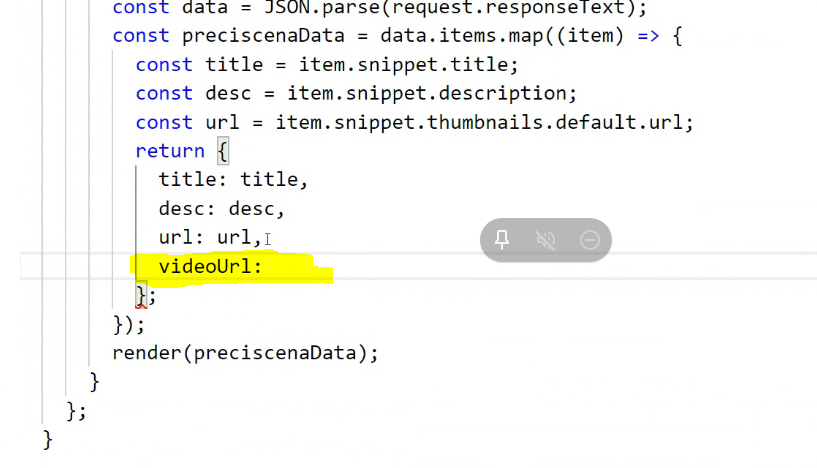 const data = JSON.parse(request.responseText);
const preciscenaData = data.items.map((item) => {
const title = item.snippet.title;
const desc = item.snippet.description;
const url = item.snippet.thumbnails.default.url;
return {
title: title,
desc: desc,
url: url,
videoUrl:
};
});
render(preciscenaData);
}
};
}